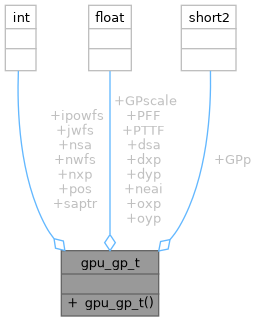 int
float
short2
+ipowfs
+jwfs
+nsa
+nwfs
+nxp
+pos
+saptr
+GPscale
+PFF
+PTTF
+dsa
+dxp
+dyp
+neai
+oxp
+oyp
+GPp
gpu_gp_t
+ gpu_gp_t()